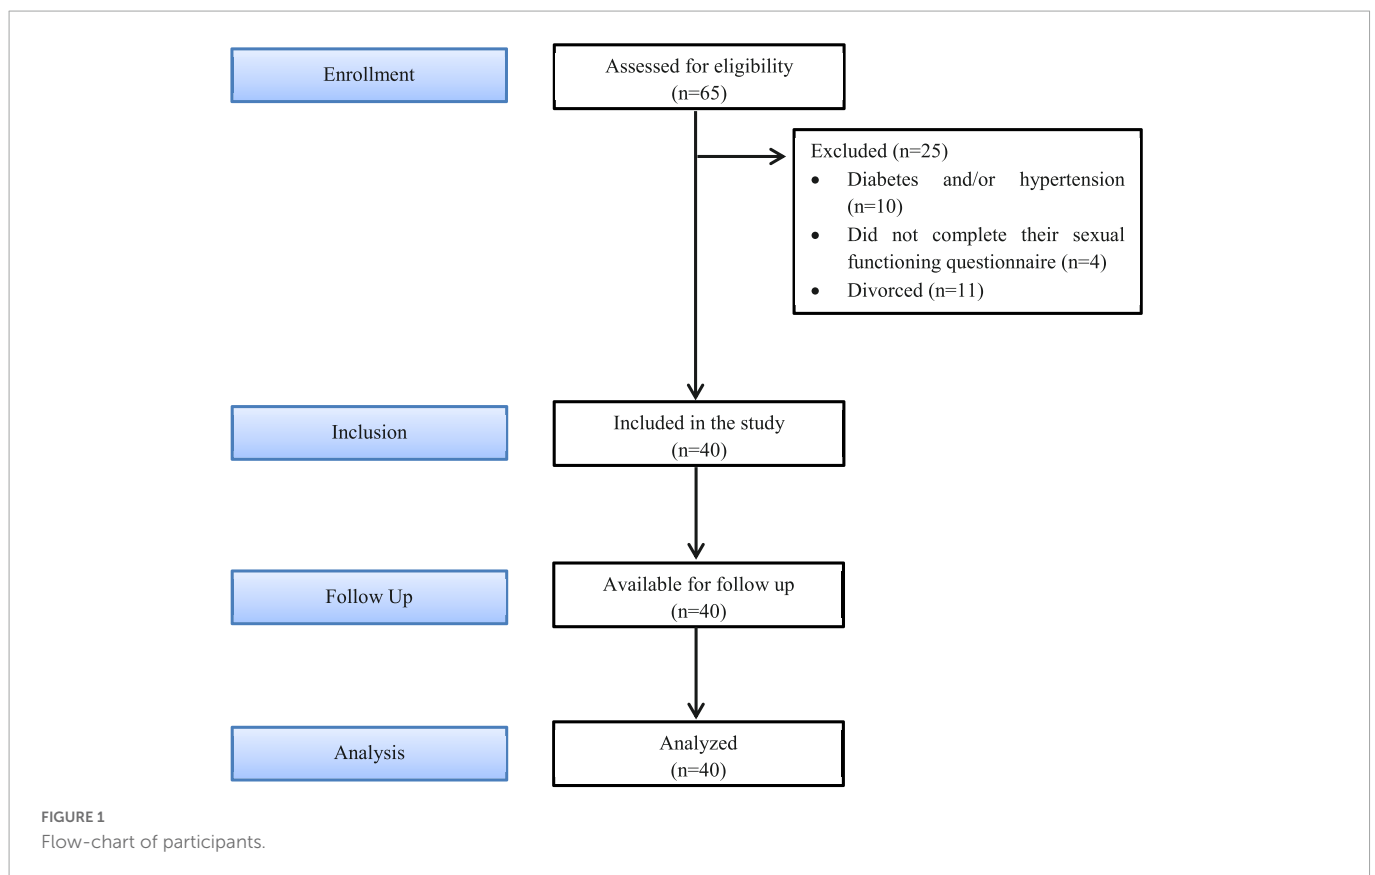 Enrollment
Assessed for eligibility
(n=65)
Excluded (n=25)
• Diabetes and/or hypertension
(n=10)
• Did not complete their sexual
functioning questionnaire (n=4)
• Divorced (n=11)
Inclusion
Included in the study
(n=40)
Follow Up
Available for follow up
(n=40)
Analysis
Analyzed
(n=40)
FIGURE 1
Flow-chart of participants.